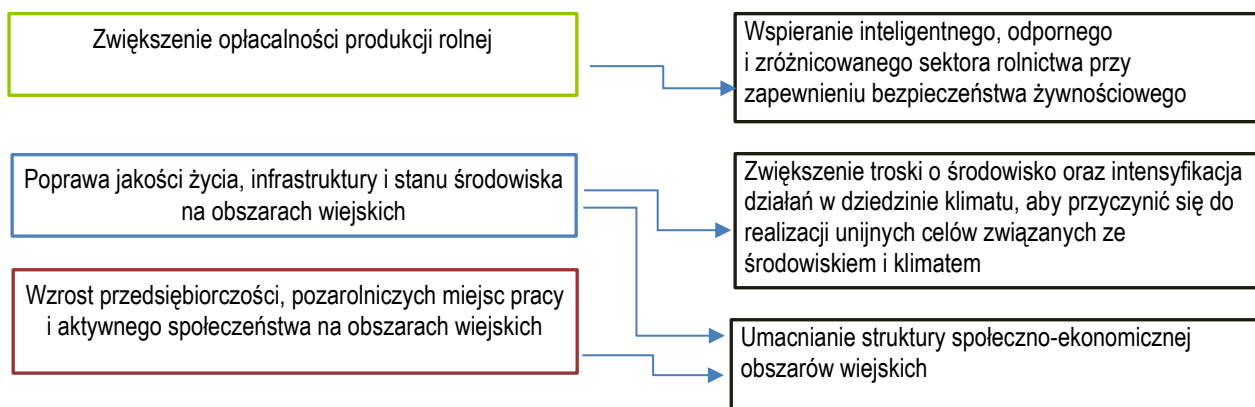 Zwiększenie opłacalności produkcji rolnej
Wspieranie inteligentnego, odpornego
i zróżnicowanego sektora rolnictwa przy
zapewnieniu bezpieczeństwa żywnościowego
Poprawa jakości życia, infrastruktury i stanu środowiska
na obszarach wiejskich
Zwiększenie troski o środowisko oraz intensyfikacja
działań w dziedzinie klimatu, aby przyczynić się do
realizacji unijnych celów związanych ze
środowiskiem i klimatem
Wzrost przedsiębiorczości, pozarolniczych miejsc pracy
i aktywnego społeczeństwa na obszarach wiejskich
Umacnianie struktury społeczno-ekonomicznej
obszarów wiejskich